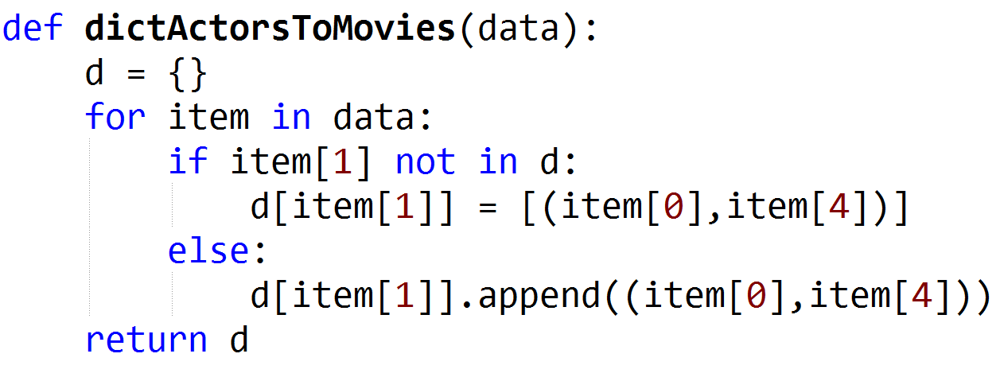 def dictActorsToMovies(data):
    d = {}
    for item in data:
        if item[1] not in d:
            d[item[1]] = [(item[0],item[4])]
        else:
            d[item[1]].append((item[0],item[4]))
    return d